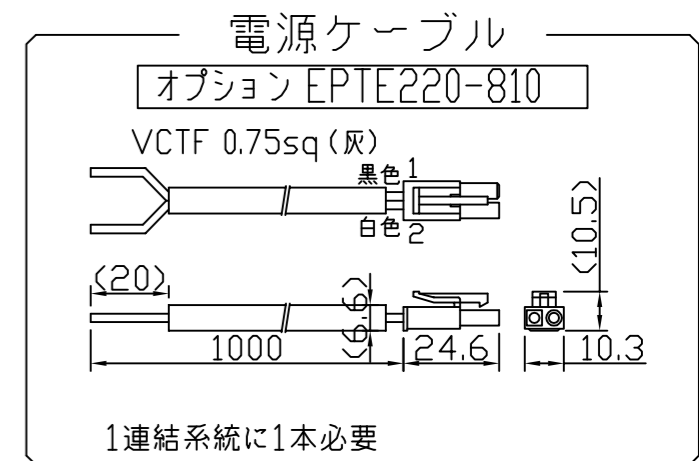 電源ケーブル
オプション EPTE220-810
VCTF 0.75sq(灰)
黒色 1
白色 2
(10.5)
(20)
(6.6)
1000
24.6
10.3
1連結系統に1本必要